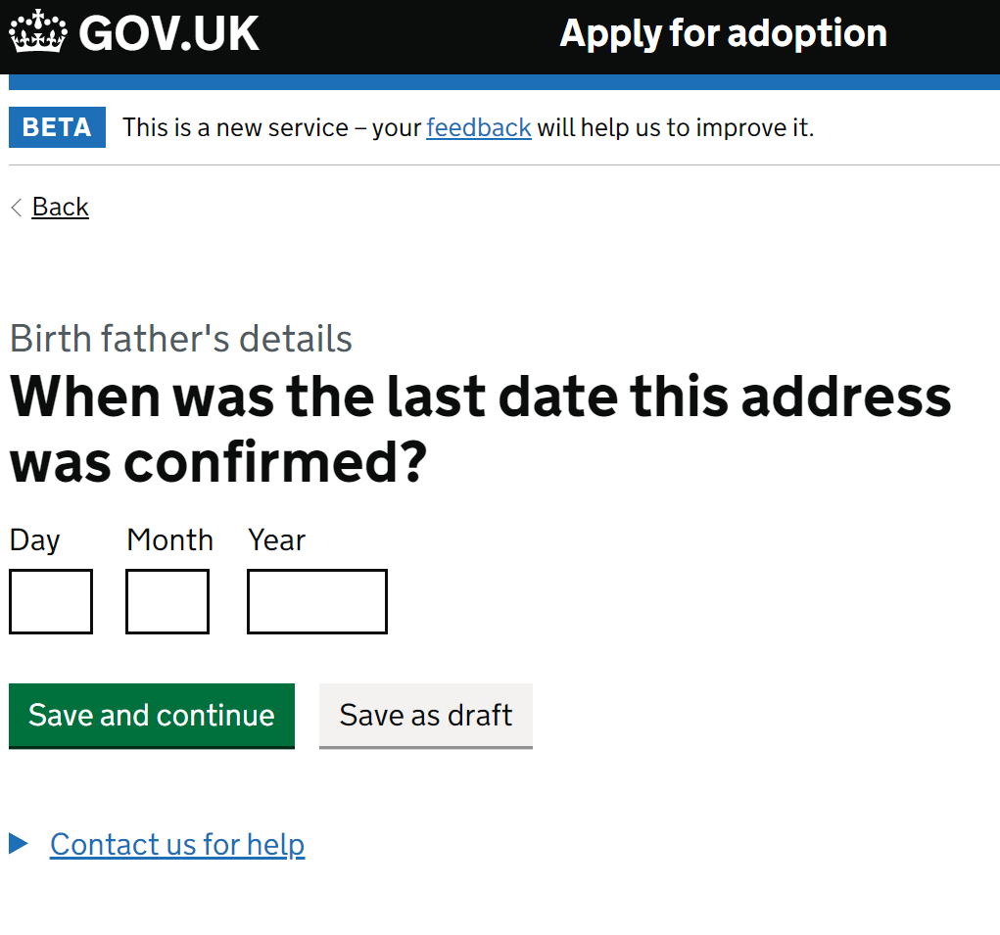 GOV.UK Apply for adoption
BETA This is a new service – your feedback will help us to improve it.
Back
Birth father's details
When was the last date this address
was confirmed?
Day Month Year
Save and continue Save as draft
Contact us for help